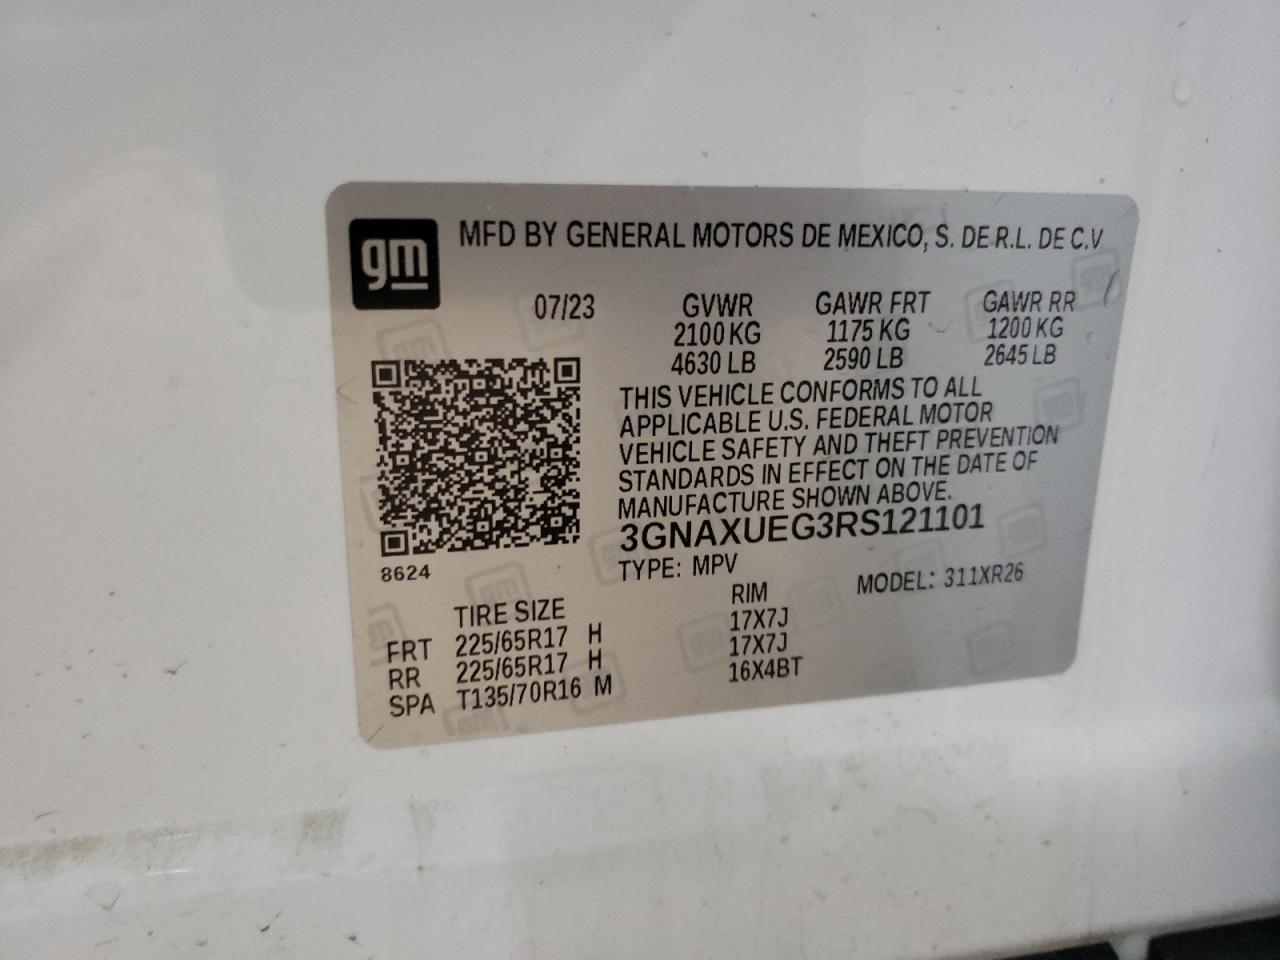 gm
MFD BY GENERAL MOTORS DE MEXICO, S. DE R.L. DE C.V
07/23 GVWR GAWR FRT GAWR RR
2100 KG 1175 KG 1200 KG
4630 LB 2590 LB 2645 LB
THIS VEHICLE CONFORMS TO ALL
APPLICABLE U.S. FEDERAL MOTOR
VEHICLE SAFETY AND THEFT PREVENTION
STANDARDS IN EFFECT ON THE DATE OF
MANUFACTURE SHOWN ABOVE.
3GNAXUEG3RS121101
8624
TYPE: MPV MODEL: 311XR26
TIRE SIZE RIM
FRT 225/65R17 H 17X7J
RR 225/65R17 H 17X7J
SPA T135/70R16 M 16X4BT